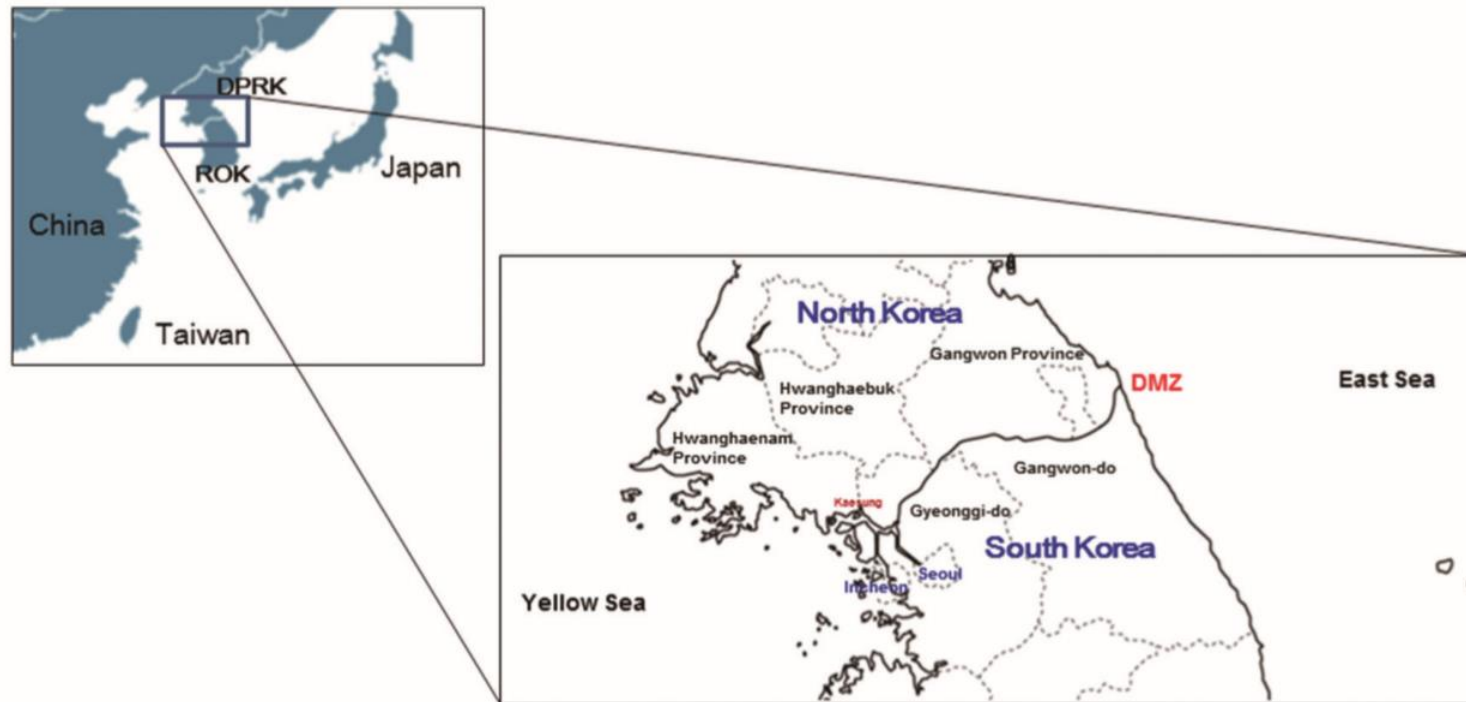 DPRK
ROK
Japan
China
Taiwan
North Korea
Gangwon Province
DMZ
East Sea
Hwanghaebuk
Province
Hwanghaenam
Province
Gangwon-do
Kaesung
Gyeonggi-do
South Korea
Seoul
Incheon
Yellow Sea